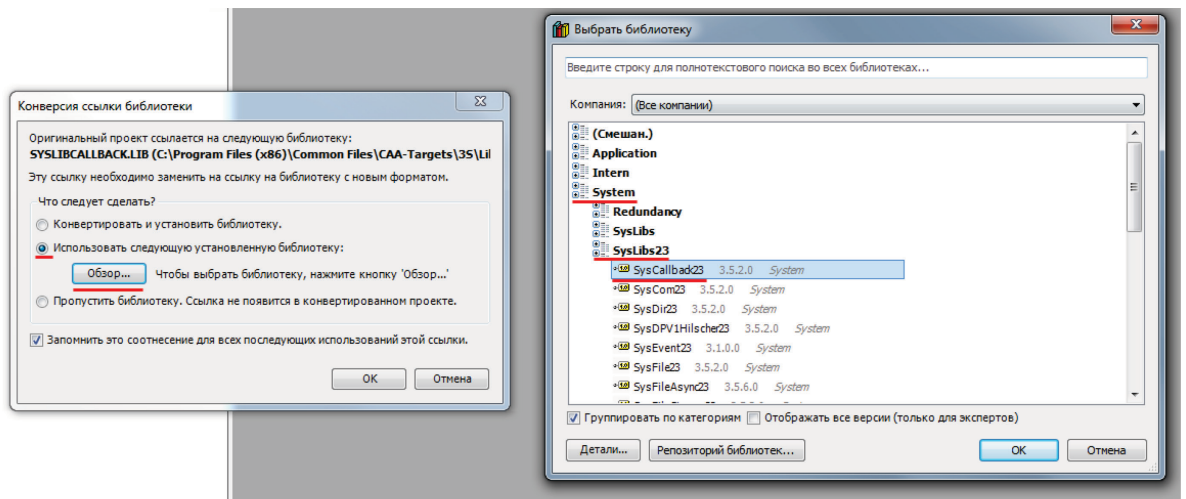 Конверсия ссылки библиотеки
Оригинальный проект ссылается на следующую библиотеку:
SYSLIBCALLBACK.LIB (C:\Program Files (x86)\Common Files\CAA-Targets\3S\Lil
Эту ссылку необходимо заменить на ссылку на библиотеку с новым форматом.
Что следует сделать?
Конвертировать и установить библиотеку.
Использовать следующую установленную библиотеку:
Обзор... Чтобы выбрать библиотеку, нажмите кнопку 'Обзор...'
Пропустить библиотеку. Ссылка не появится в конвертированном проекте.
Запомнить это соотнесение для всех последующих использований этой ссылки.
OK Отмена
Выбрать библиотеку
Введите строку для полнотекстового поиска во всех библиотеках...
Компания: (Все компании)
(Смешан.)
Application
Intern
System
Redundancy
SysLibs
SysLibs23
SysCallback23 3.5.2.0 System
SysCom23 3.5.2.0 System
SysDir23 3.5.2.0 System
SysDPV1Hilscher23 3.5.2.0 System
SysEvent23 3.1.0.0 System
SysFile23 3.5.2.0 System
SysFileAsync23 3.5.6.0 System
Группировать по категориям Отображать все версии (только для экспертов)
Детали... Репозиторий библиотек... OK Отмена